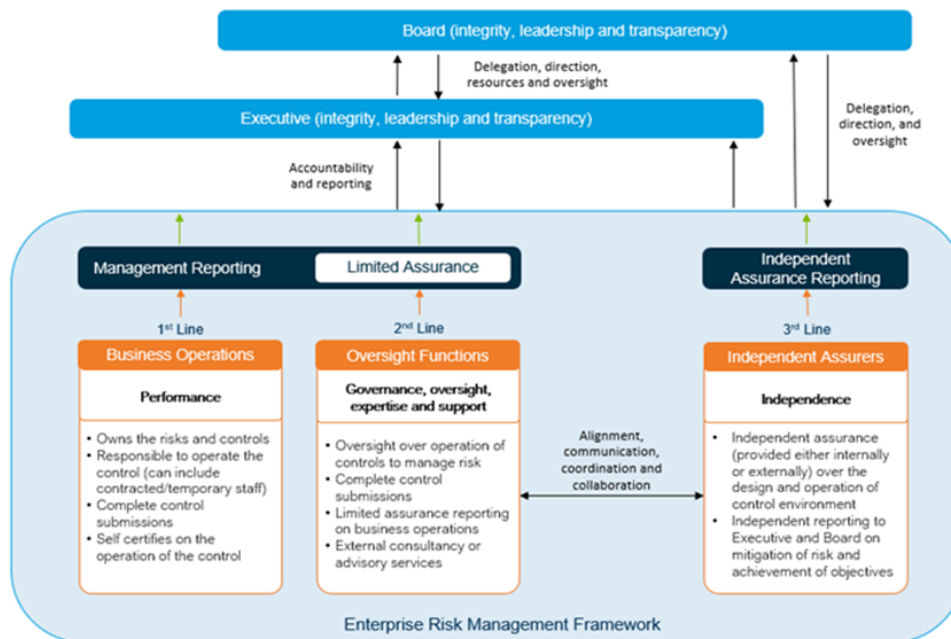 Board (integrity, leadership and transparency)
Delegation, direction,
resources and oversight
Executive (integrity, leadership and transparency)
Delegation,
direction, and
oversight
Accountability
and reporting
Management Reporting
Limited Assurance
Independent
Assurance Reporting
1st Line
2nd Line
3rd Line
Business Operations
Performance
• Owns the risks and controls
• Responsible to operate the
control (can include
contracted/temporary staff)
• Complete control
submissions
• Self certifies on the
operation of the control
Oversight Functions
Governance, oversight,
expertise and support
• Oversight over operation of
controls to manage risk
• Complete control
submissions
• Limited assurance reporting
on business operations
• External consultancy or
advisory services
Alignment,
communication,
coordination and
collaboration
Independent Assurers
Independence
• Independent assurance
(provided either internally
or externally) over the
design and operation of
control environment
• Independent reporting to
Executive and Board on
mitigation of risk and
achievement of objectives
Enterprise Risk Management Framework